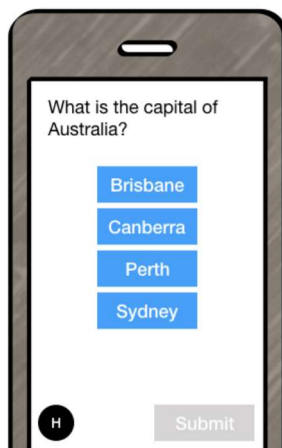 What is the capital of
Australia?
Brisbane
Canberra
Perth
Sydney
H
Submit